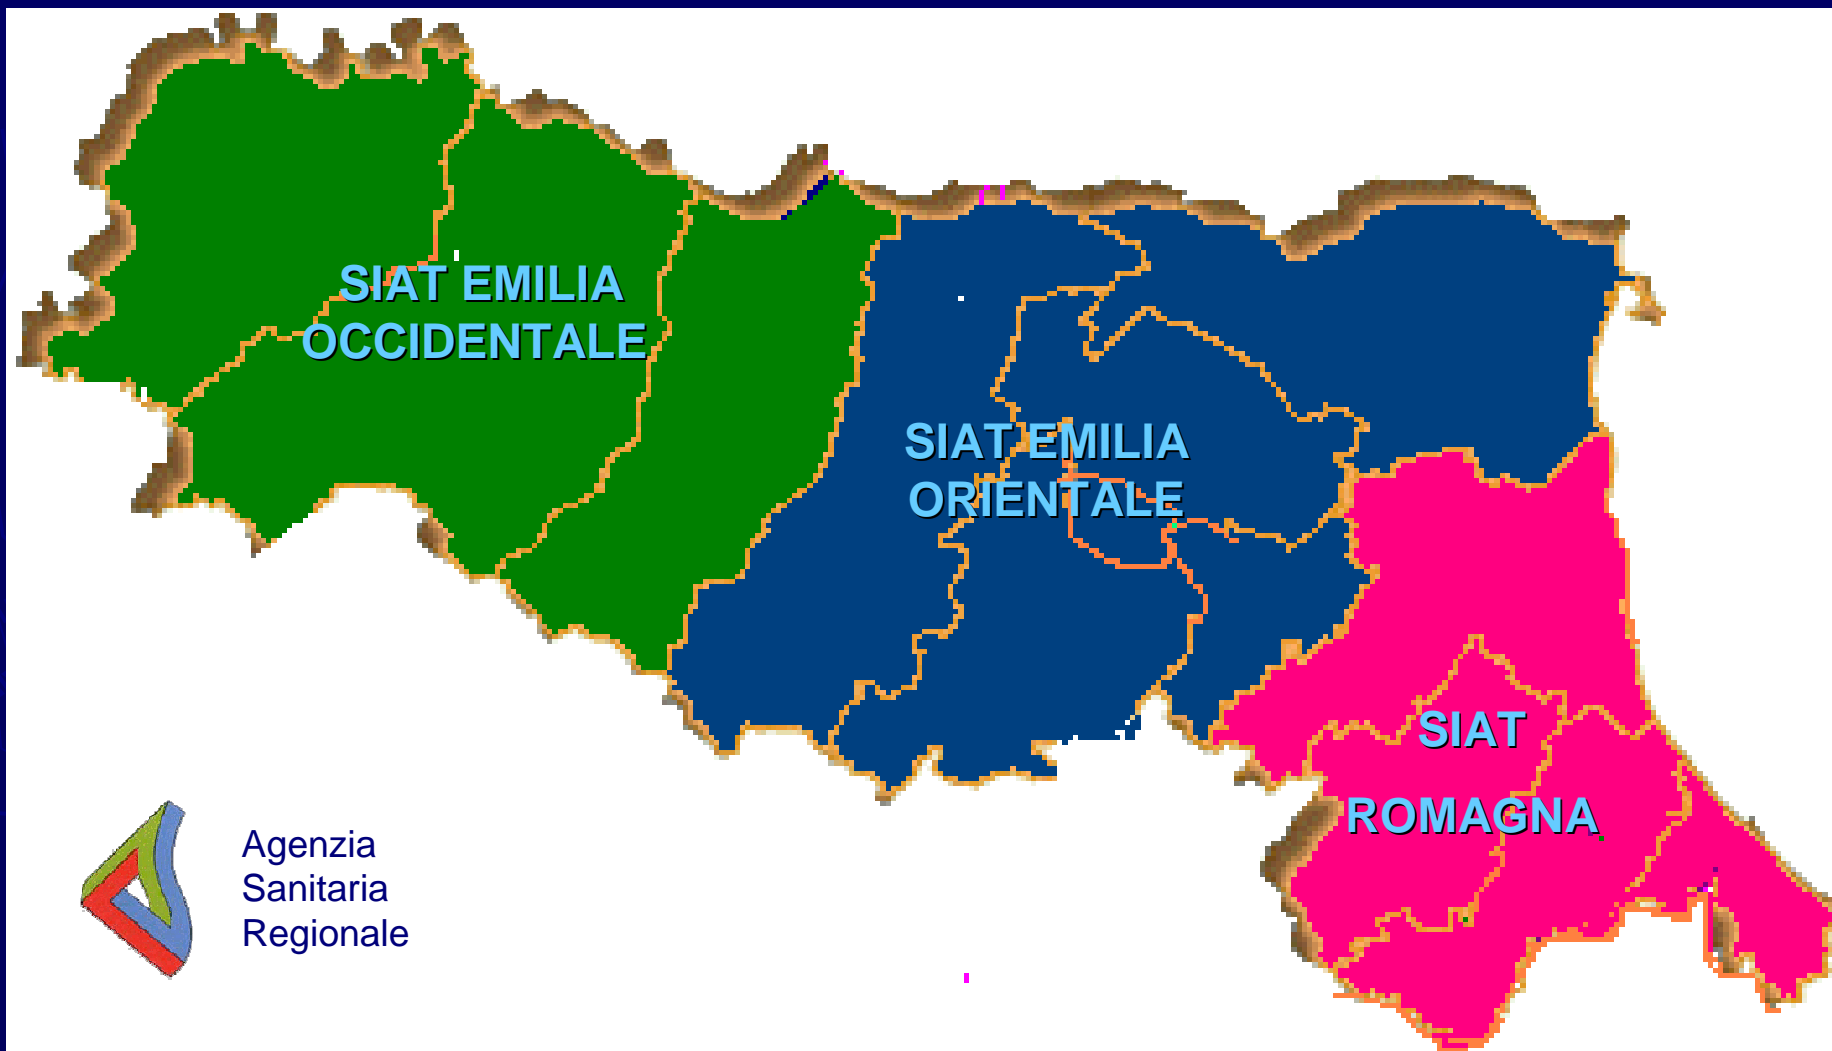 SIAT EMILIA
OCCIDENTALE
SIAT EMILIA
ORIENTALE
SIAT
ROMAGNA
Agenzia
Sanitaria
Regionale